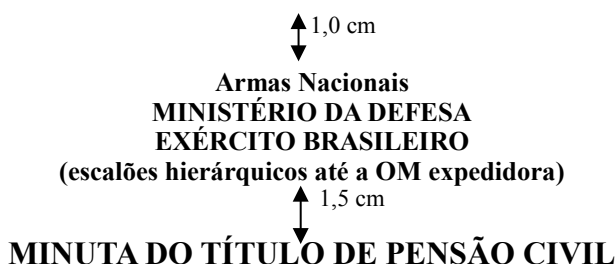 1,0 cm
Armas Nacionais
MINISTÉRIO DA DEFESA
EXÉRCITO BRASILEIRO
(escalões hierárquicos até a OM expedidora)
1,5 cm
MINUTA DO TÍTULO DE PENSÃO CIVIL